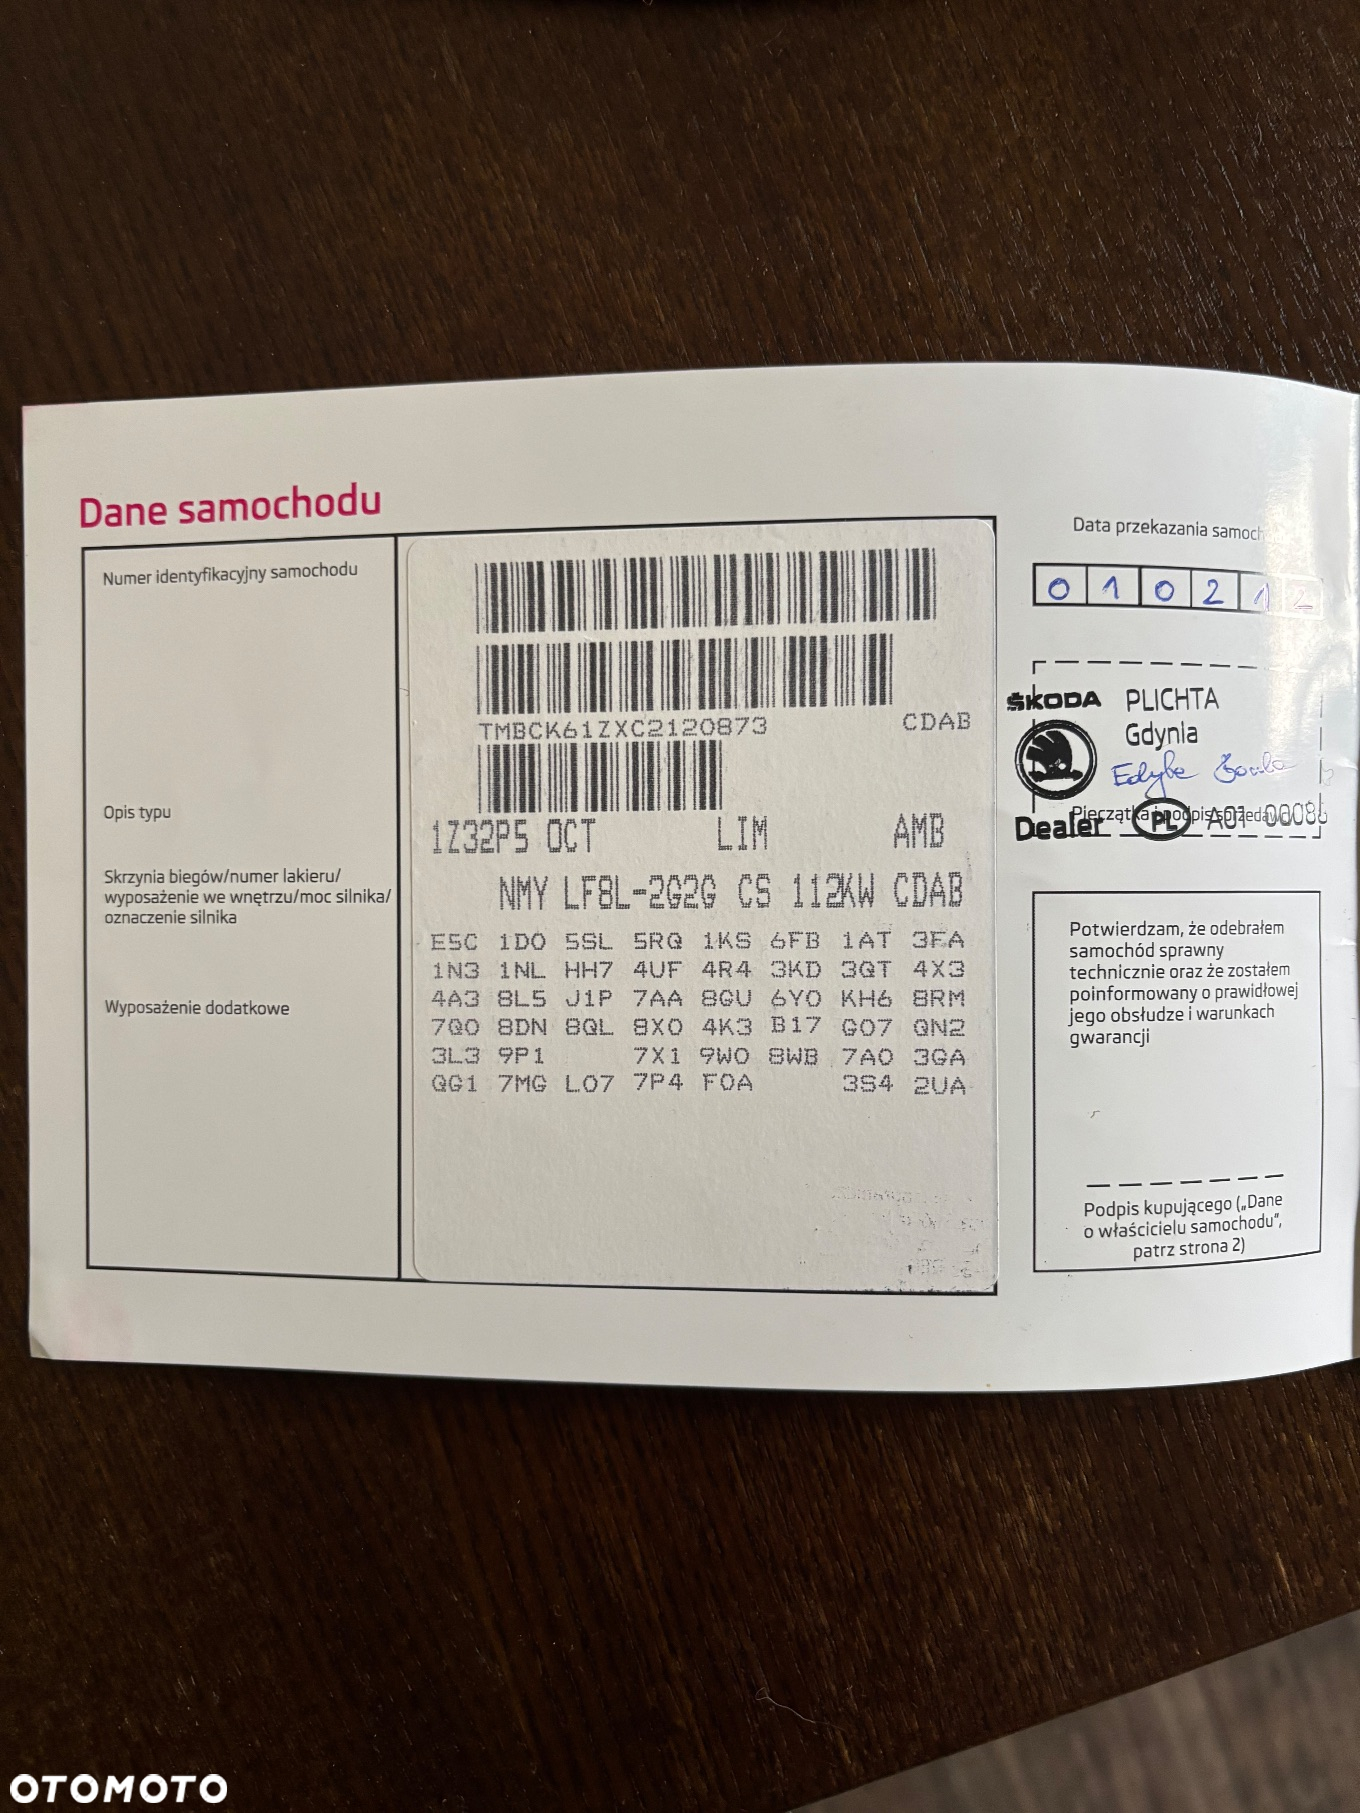 Dane samochodu
Numer identyfikacyjny samochodu
TMBCK61ZXC2120873 CDAB
Opis typu
1Z32P5 OCT LIM AMB
Skrzynia biegów/numer lakieru/
wyposażenie we wnętrzu/moc silnika/
oznaczenie silnika
NMY LF8L-2G2G CS 112KW CDAB
Wyposażenie dodatkowe
E5C 1D0 5SL 5RQ 1KS 6FB 1AT 3FA
1N3 1NL HH7 4UF 4R4 3KD 3QT 4X3
4A3 8L5 J1P 7AA 8GU 6Y0 KH6 8RM
7Q0 8DN 8QL 8X0 4K3 B17 G07 QN2
3L3 9P1 7X1 9W0 8WB 7A0 3GA
QG1 7MG L07 7P4 F0A 3S4 2UA
Data przekazania samoch
0 1 0 2 1 2
ŠKODA PLICHTA
Gdynia
Pieczątka i podpis sprzedawcy
Dealer PL A01 00086
Potwierdzam, że odebrałem
samochód sprawny
technicznie oraz że zostałem
poinformowany o prawidłowej
jego obsłudze i warunkach
gwarancji
Podpis kupującego („Dane
o właścicielu samochodu”,
patrz strona 2)
OTOMOTO